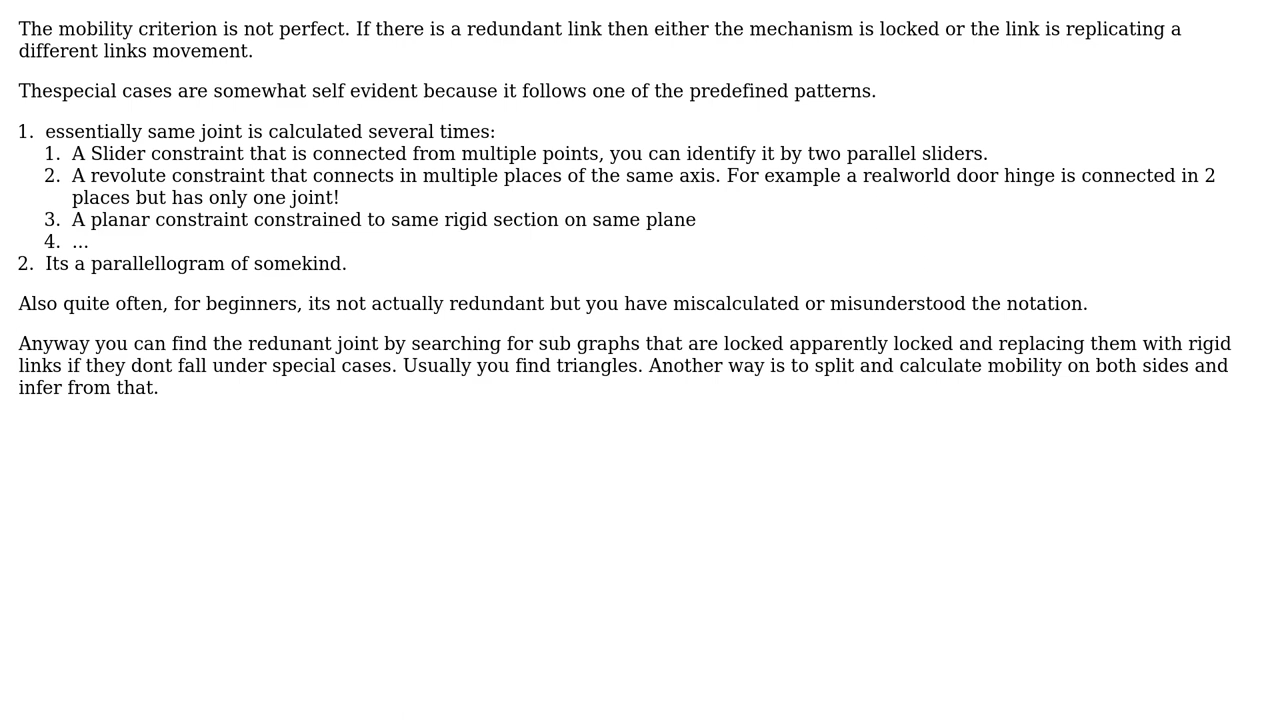 The mobility criterion is not perfect. If there is a redundant link then either the mechanism is locked or the link is replicating a
different links movement.
Thespecial cases are somewhat self evident because it follows one of the predefined patterns.
1. essentially same joint is calculated several times:
1. A Slider constraint that is connected from multiple points, you can identify it by two parallel sliders.
2. A revolute constraint that connects in multiple places of the same axis. For example a realworld door hinge is connected in 2
places but has only one joint!
3. A planar constraint constrained to same rigid section on same plane
4. ...
2. Its a parallellogram of somekind.
Also quite often, for beginners, its not actually redundant but you have miscalculated or misunderstood the notation.
Anyway you can find the redunant joint by searching for sub graphs that are locked apparently locked and replacing them with rigid
links if they dont fall under special cases. Usually you find triangles. Another way is to split and calculate mobility on both sides and
infer from that.